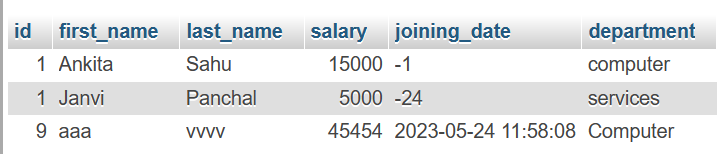 id first_name last_name salary joining_date department
1 Ankita Sahu 15000 -1 computer
1 Janvi Panchal 5000 -24 services
9 aaa vvvv 45454 2023-05-24 11:58:08 Computer